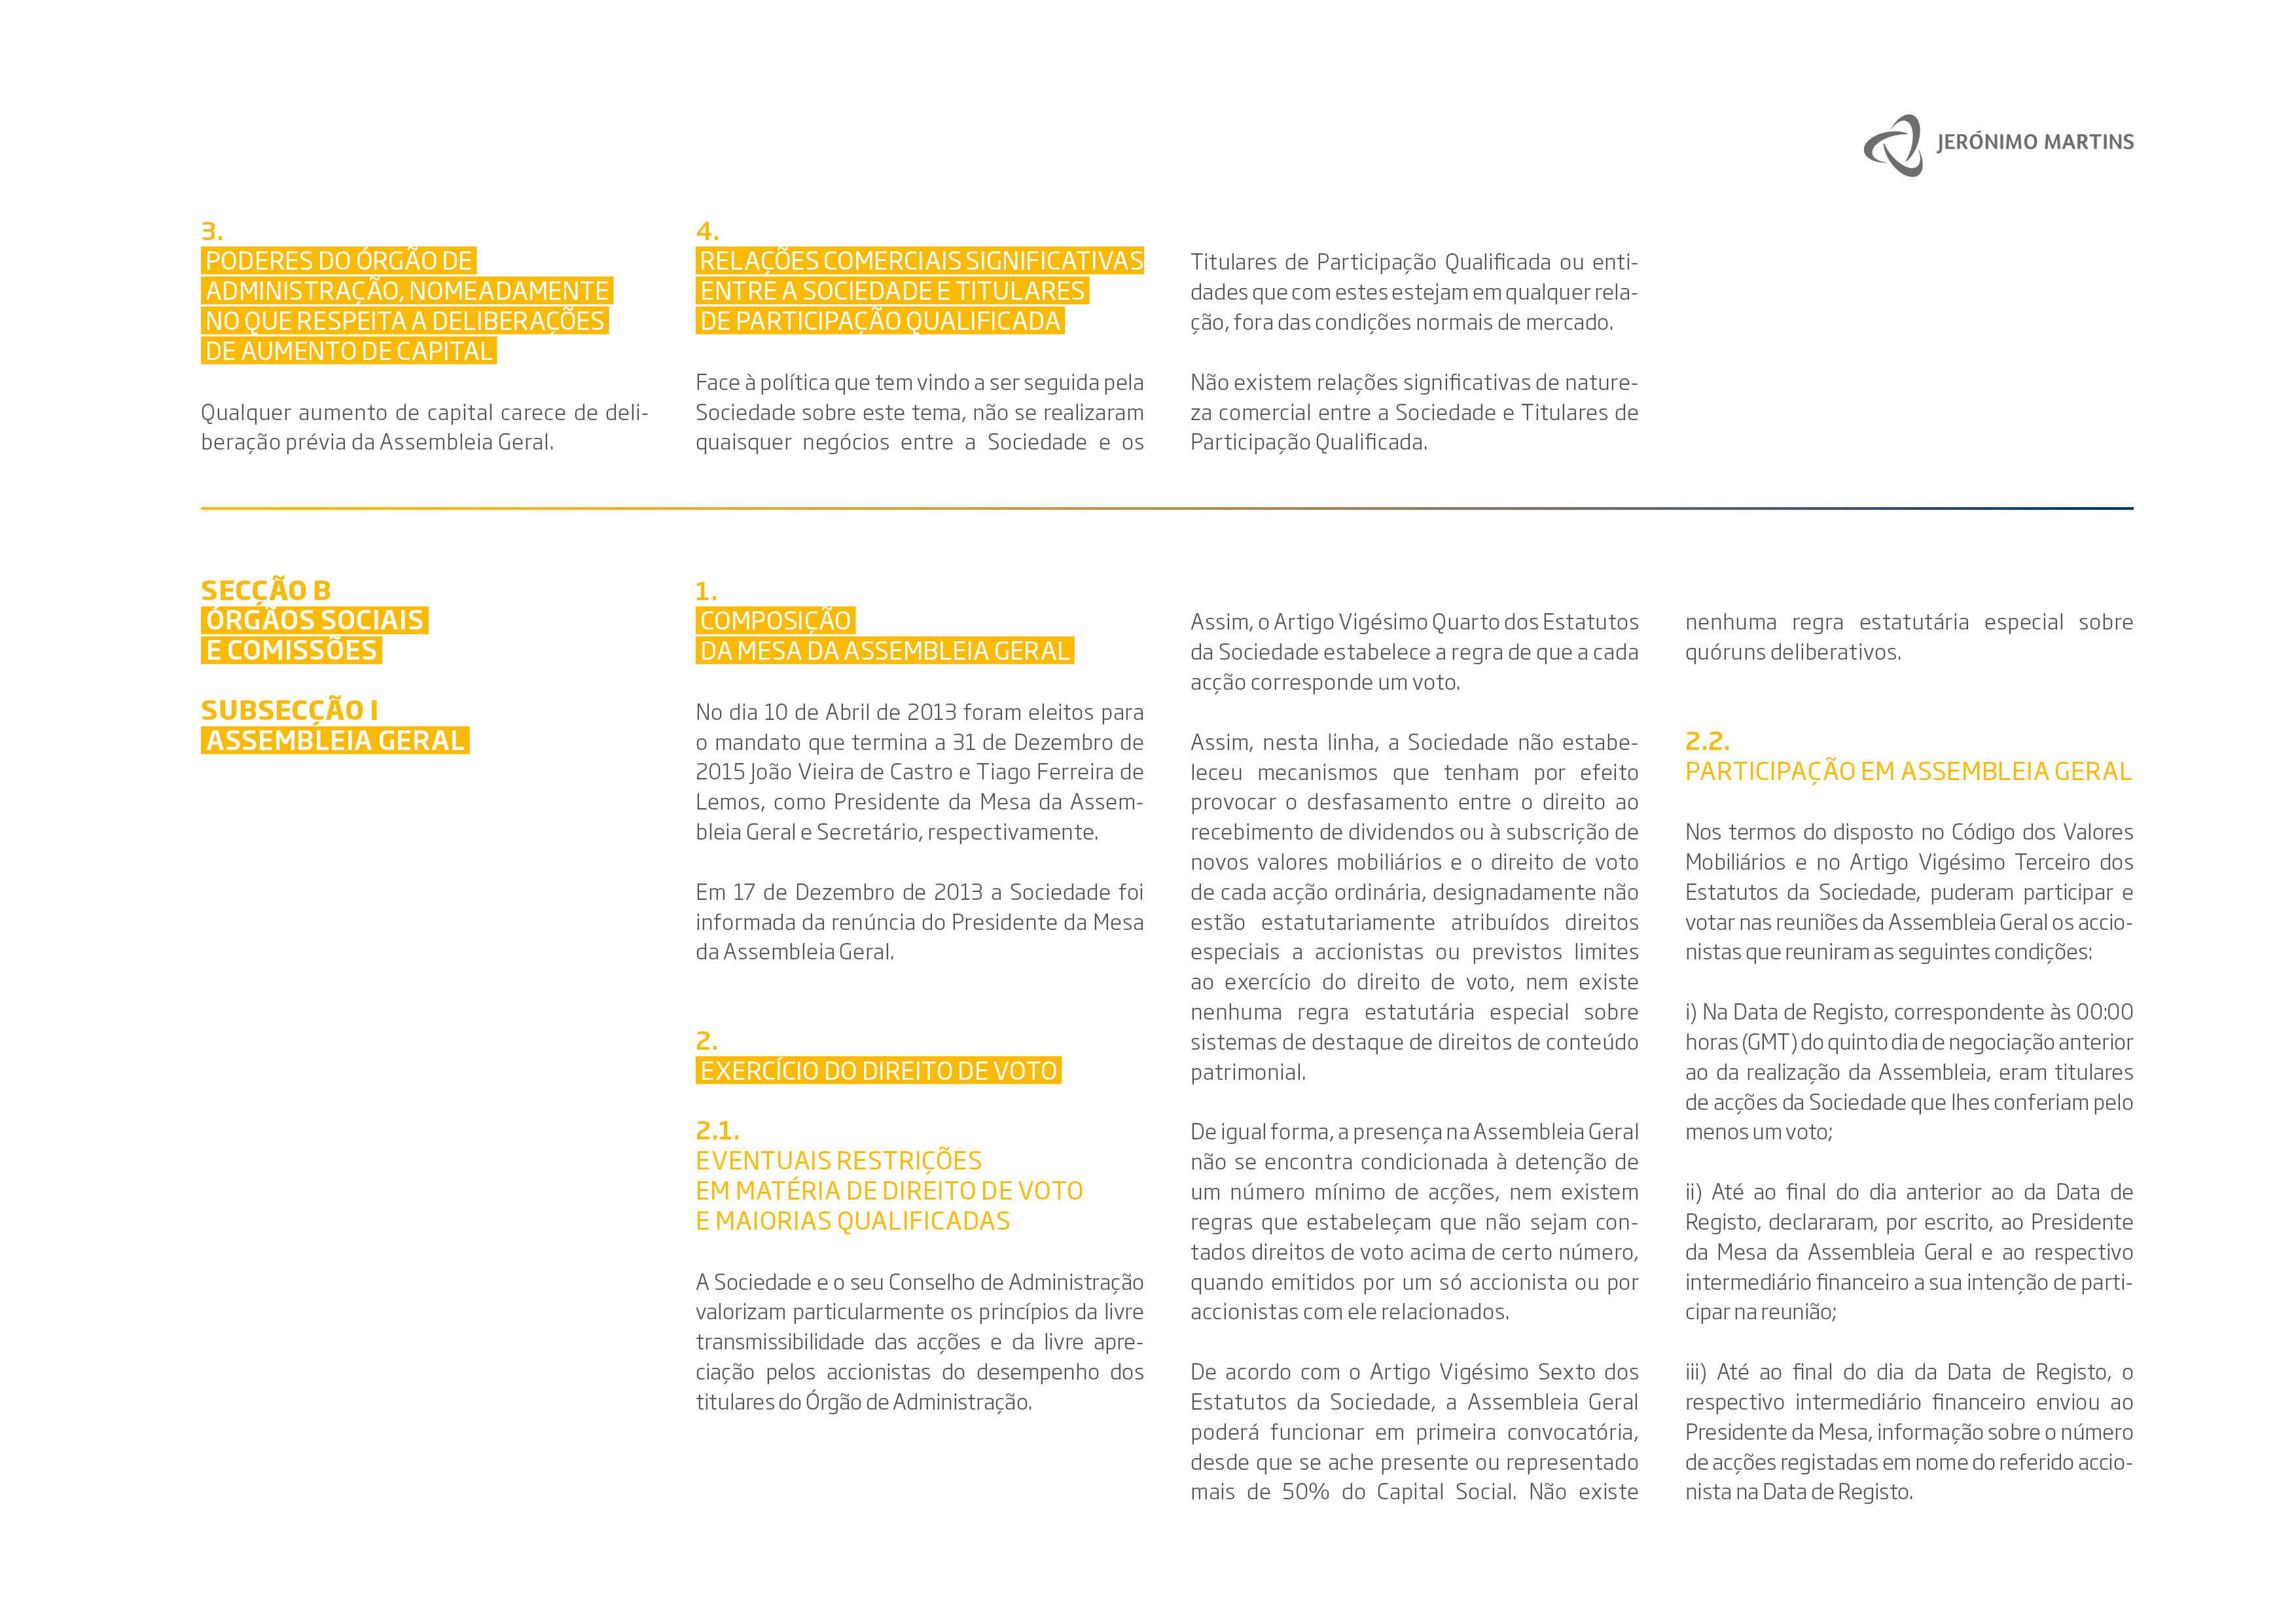 JERÓNIMO MARTINS
3.
PODERES DO ÓRGÃO DE
ADMINISTRAÇÃO, NOMEADAMENTE
NO QUE RESPEITA A DELIBERAÇÕES
DE AUMENTO DE CAPITAL
Qualquer aumento de capital carece de deli-
beração prévia da Assembleia Geral.
4.
RELAÇÕES COMERCIAIS SIGNIFICATIVAS
ENTRE A SOCIEDADE E TITULARES
DE PARTICIPAÇÃO QUALIFICADA
Face à política que tem vindo a ser seguida pela
Sociedade sobre este tema, não se realizaram
quaisquer negócios entre a Sociedade e os
Titulares de Participação Qualificada ou enti-
dades que com estes estejam em qualquer rela-
ção, fora das condições normais de mercado.
Não existem relações significativas de nature-
za comercial entre a Sociedade e Titulares de
Participação Qualificada.
SECÇÃO B
ÓRGÃOS SOCIAIS
E COMISSÕES
SUBSECÇÃO I
ASSEMBLEIA GERAL
1.
COMPOSIÇÃO
DA MESA DA ASSEMBLEIA GERAL
No dia 10 de Abril de 2013 foram eleitos para
o mandato que termina a 31 de Dezembro de
2015 João Vieira de Castro e Tiago Ferreira de
Lemos, como Presidente da Mesa da Assem-
bleia Geral e Secretário, respectivamente.
Em 17 de Dezembro de 2013 a Sociedade foi
informada da renúncia do Presidente da Mesa
da Assembleia Geral.
2.
EXERCÍCIO DO DIREITO DE VOTO
2.1.
EVENTUAIS RESTRIÇÕES
EM MATÉRIA DE DIREITO DE VOTO
E MAIORIAS QUALIFICADAS
A Sociedade e o seu Conselho de Administração
valorizam particularmente os princípios da livre
transmissibilidade das acções e da livre apre-
ciação pelos accionistas do desempenho dos
titulares do Órgão de Administração.
Assim, o Artigo Vigésimo Quarto dos Estatutos
da Sociedade estabelece a regra de que a cada
acção corresponde um voto.
Assim, nesta linha, a Sociedade não estabe-
leceu mecanismos que tenham por efeito
provocar o desfasamento entre o direito ao
recebimento de dividendos ou à subscrição de
novos valores mobiliários e o direito de voto
de cada acção ordinária, designadamente não
estão estatutariamente atribuídos direitos
especiais a accionistas ou previstos limites
ao exercício do direito de voto, nem existe
nenhuma regra estatutária especial sobre
sistemas de destaque de direitos de conteúdo
patrimonial.
De igual forma, a presença na Assembleia Geral
não se encontra condicionada à detenção de
um número mínimo de acções, nem existem
regras que estabeleçam que não sejam con-
tados direitos de voto acima de certo número,
quando emitidos por um só accionista ou por
accionistas com ele relacionados.
De acordo com o Artigo Vigésimo Sexto dos
Estatutos da Sociedade, a Assembleia Geral
poderá funcionar em primeira convocatória,
desde que se ache presente ou representado
mais de 50% do Capital Social. Não existe
nenhuma regra estatutária especial sobre
quóruns deliberativos.
2.2.
PARTICIPAÇÃO EM ASSEMBLEIA GERAL
Nos termos do disposto no Código dos Valores
Mobiliários e no Artigo Vigésimo Terceiro dos
Estatutos da Sociedade, puderam participar e
votar nas reuniões da Assembleia Geral os accio-
nistas que reuniram as seguintes condições:
i) Na Data de Registo, correspondente às 00:00
horas (GMT) do quinto dia de negociação anterior
ao da realização da Assembleia, eram titulares
de acções da Sociedade que lhes conferiam pelo
menos um voto;
ii) Até ao final do dia anterior ao da Data de
Registo, declararam, por escrito, ao Presidente
da Mesa da Assembleia Geral e ao respectivo
intermediário financeiro a sua intenção de parti-
cipar na reunião;
iii) Até ao final do dia da Data de Registo, o
respectivo intermediário financeiro enviou ao
Presidente da Mesa, informação sobre o número
de acções registadas em nome do referido accio-
nista na Data de Registo.